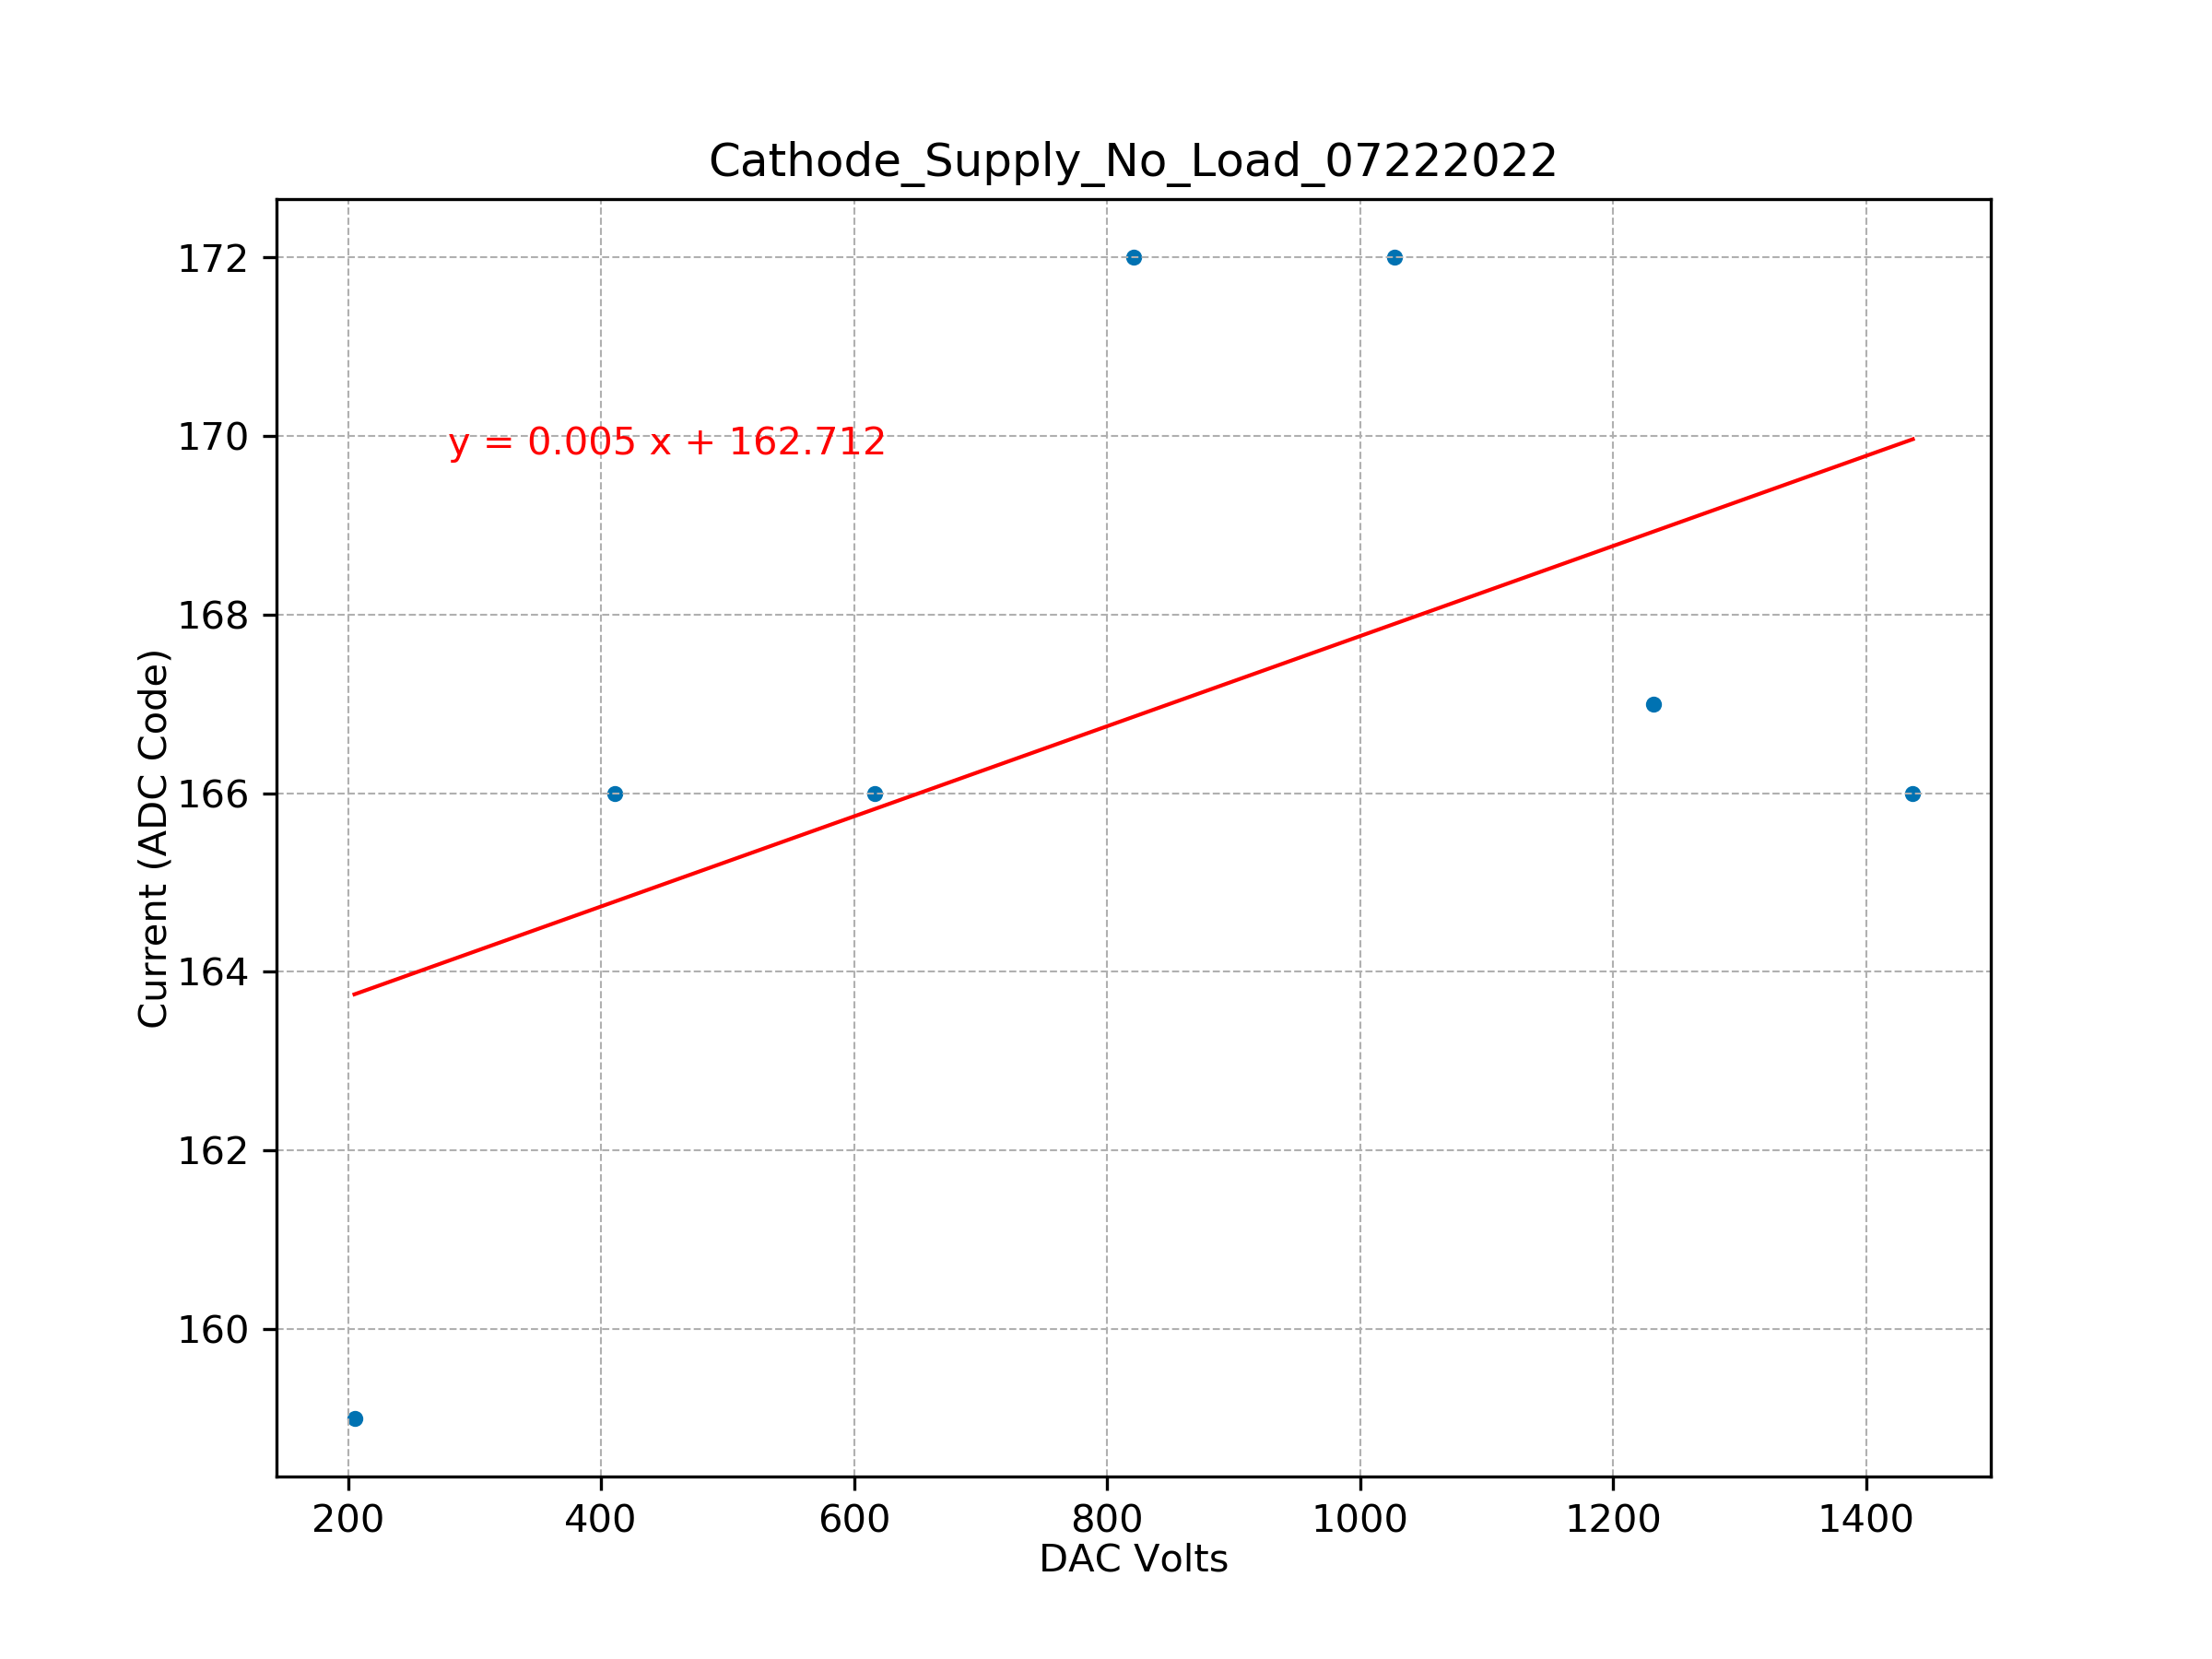 Cathode_Supply_No_Load_07222022
172
170
168
166
164
162
160
y = 0.005 x + 162.712
Current (ADC Code)
200 400 600 800 1000 1200 1400
DAC Volts